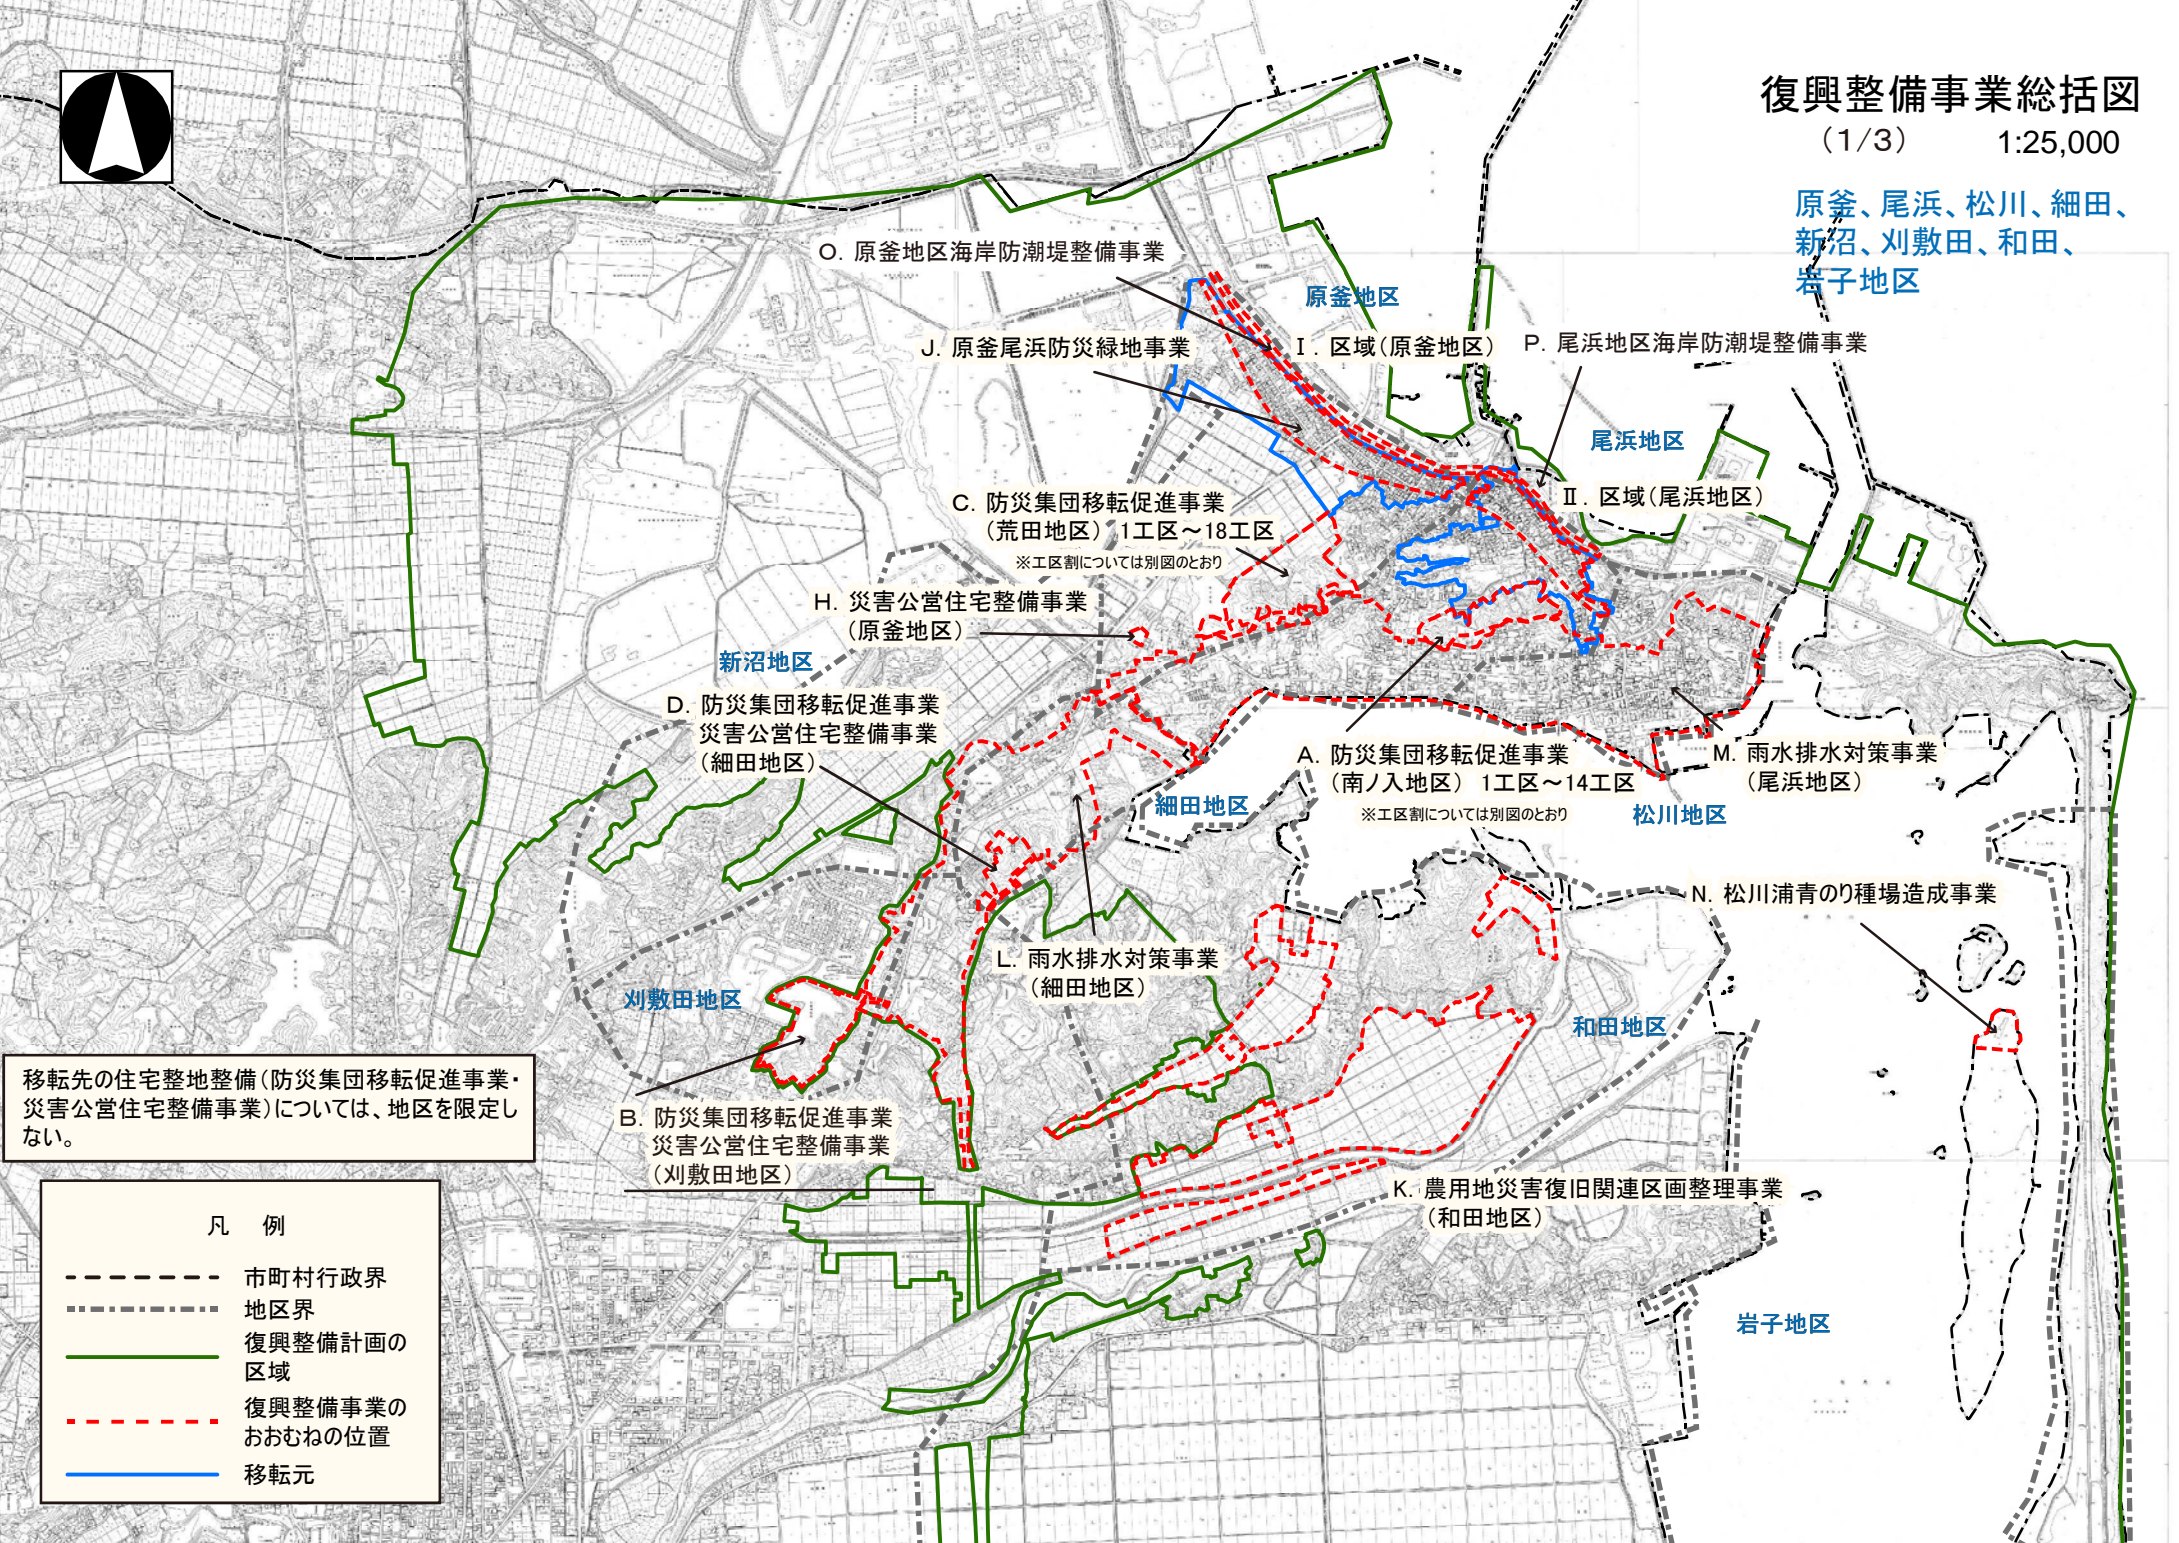 復興整備事業総括図
（1/3） 1:25,000
原釜、尾浜、松川、細田、
新沼、刈敷田、和田、
岩子地区
O. 原釜地区海岸防潮堤整備事業
原釜地区
J. 原釜尾浜防災緑地事業
Ⅰ. 区域（原釜地区）
P. 尾浜地区海岸防潮堤整備事業
尾浜地区
C. 防災集団移転促進事業
（荒田地区） 1工区～18工区
※工区割については別図のとおり
Ⅱ. 区域（尾浜地区）
H. 災害公営住宅整備事業
（原釜地区）
新沼地区
D. 防災集団移転促進事業
災害公営住宅整備事業
（細田地区）
A. 防災集団移転促進事業
（南ノ入地区） 1工区～14工区
※工区割については別図のとおり
M. 雨水排水対策事業
（尾浜地区）
細田地区
松川地区
N. 松川浦青のり種場造成事業
L. 雨水排水対策事業
（細田地区）
刈敷田地区
和田地区
B. 防災集団移転促進事業
災害公営住宅整備事業
（刈敷田地区）
K. 農用地災害復旧関連区画整理事業
（和田地区）
岩子地区
移転先の住宅整地整備（防災集団移転促進事業・
災害公営住宅整備事業）については、地区を限定し
ない。
凡 例
市町村行政界
地区界
復興整備計画の
区域
復興整備事業の
おおむねの位置
移転元